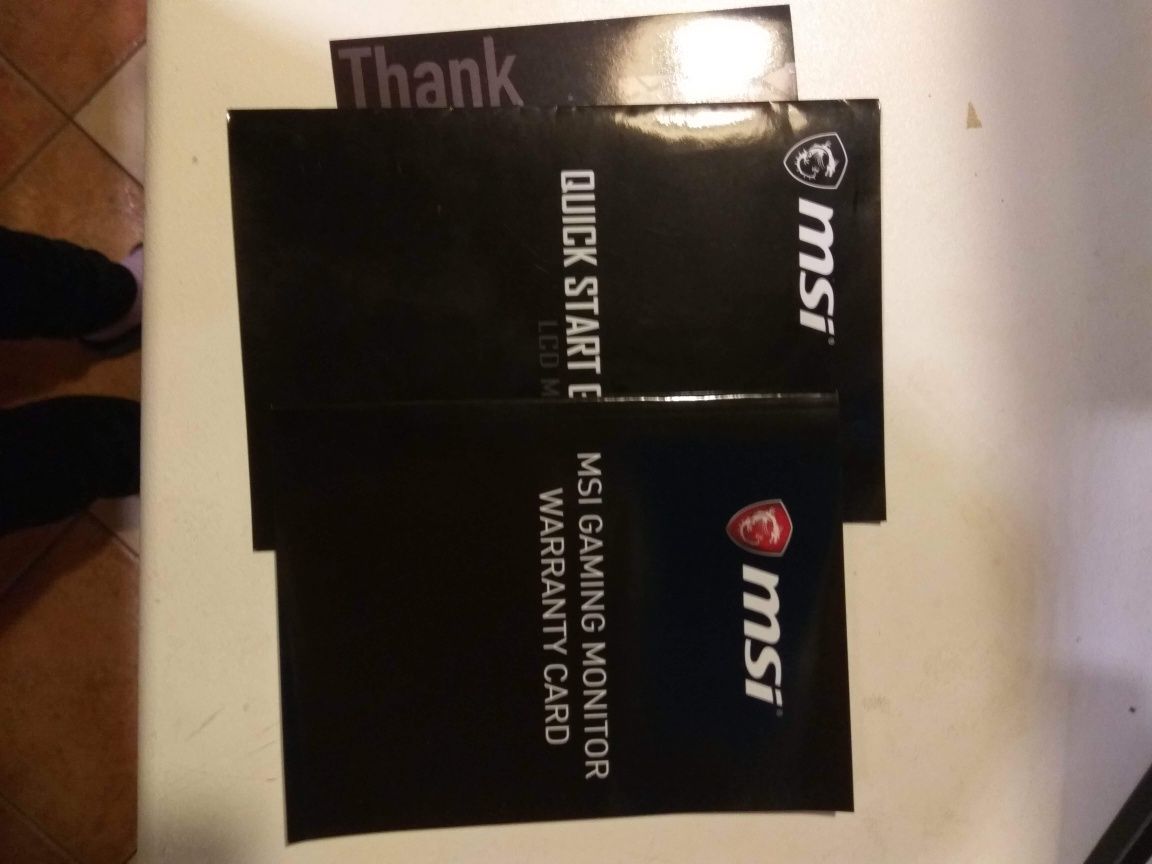 Thank
msi
QUICK START G
LCD M
msi
MSI GAMING MONITOR
WARRANTY CARD